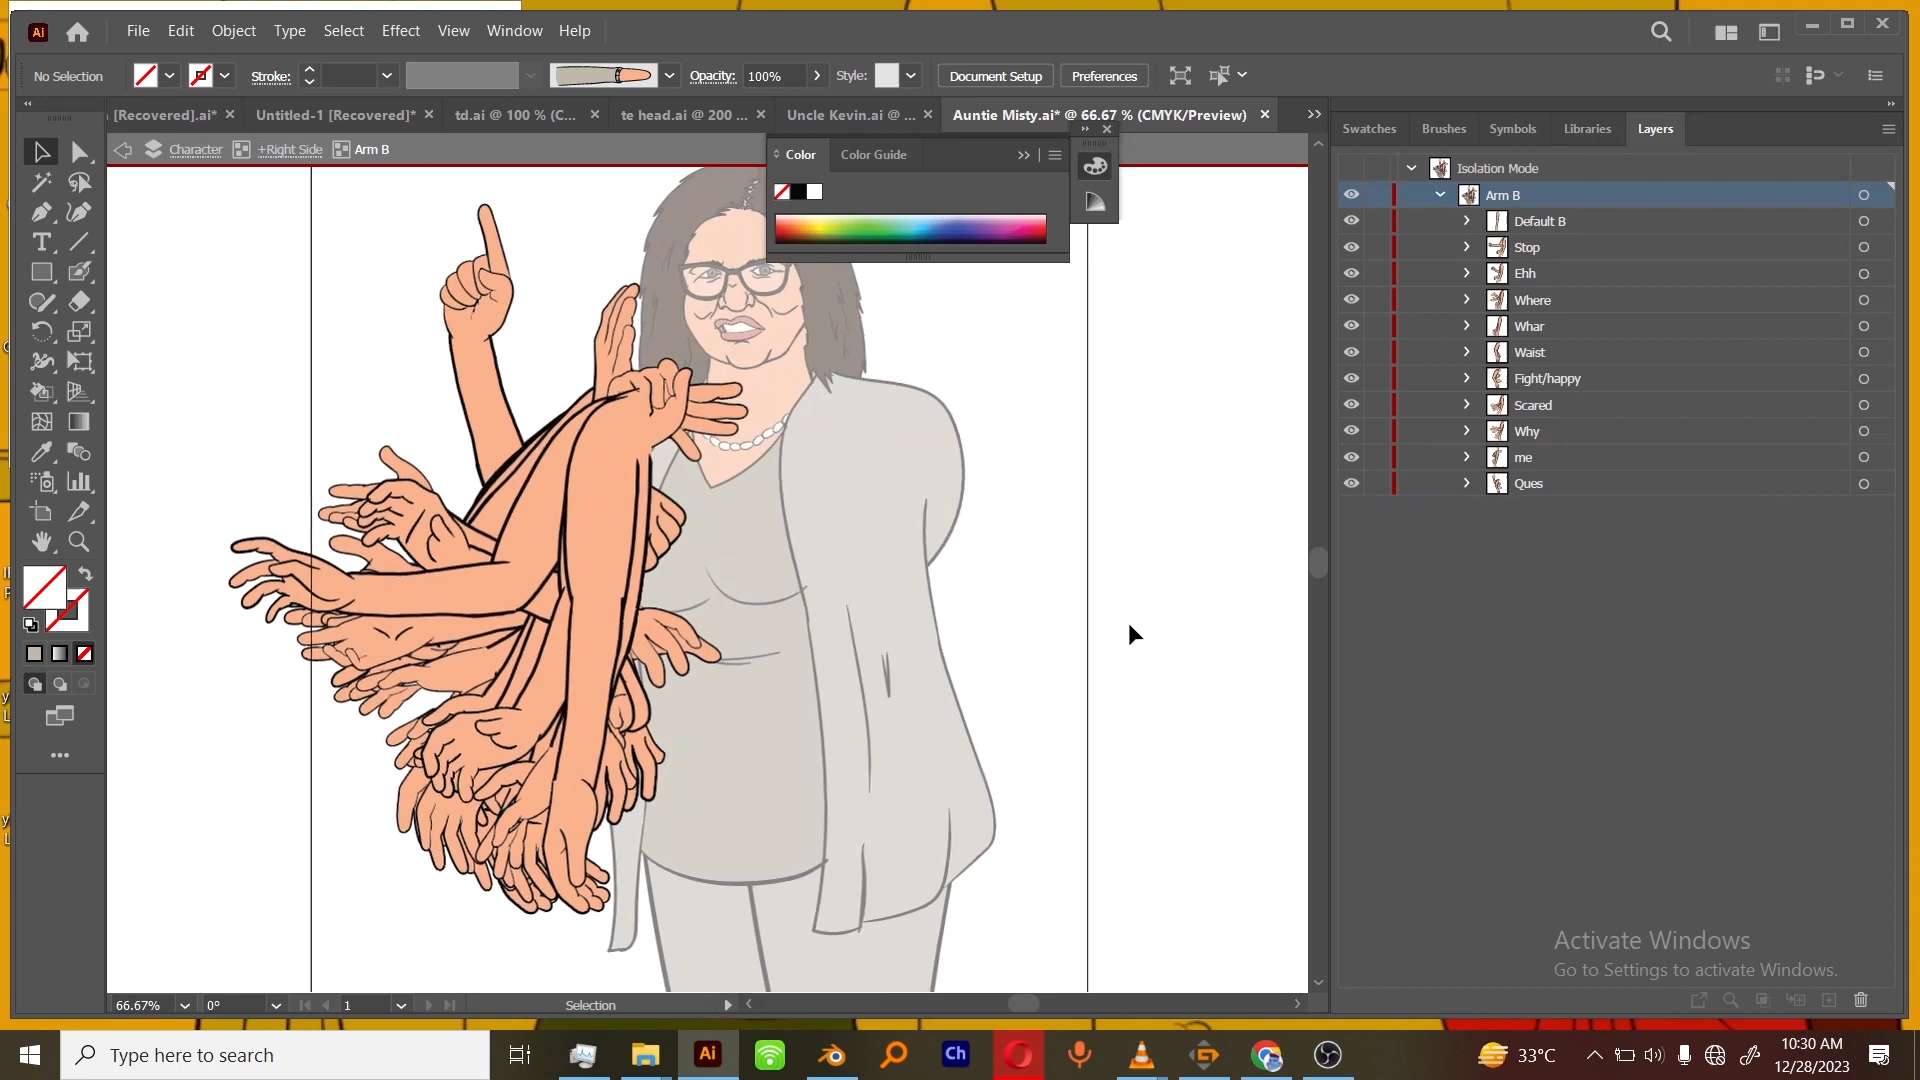 Ai File Edit Object Type Select Effect View Window Help
No Selection Stroke: Opacity: 100% Style: Document Setup Preferences
[Recovered].ai* Untitled-1 [Recovered]* td.ai @ 100 % (C... te head.ai @ 200 ... Uncle Kevin.ai @ ... Auntie Misty.ai* @ 66.67 % (CMYK/Preview)
Character +Right Side Arm B
Color Color Guide
Swatches Brushes Symbols Libraries Layers
Isolation Mode
Arm B
Default B
Stop
Ehh
Where
Whar
Waist
Fight/happy
Scared
Why
me
Ques
Activate Windows
Go to Settings to activate Windows.
66.67% 0° 1 Selection
Type here to search
Ai
Ch
33°C
10:30 AM
12/28/2023